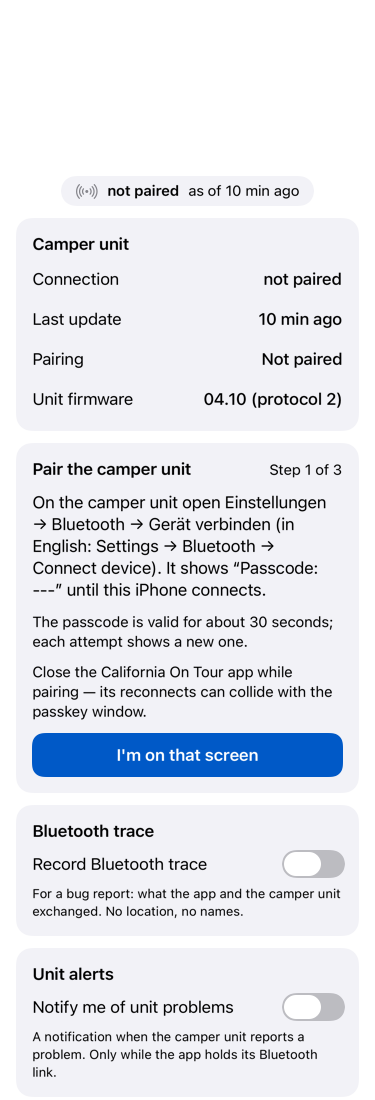 not paired as of 10 min ago
Camper unit
Connection not paired
Last update 10 min ago
Pairing Not paired
Unit firmware 04.10 (protocol 2)
Pair the camper unit Step 1 of 3
On the camper unit open Einstellungen
→ Bluetooth → Gerät verbinden (in
English: Settings → Bluetooth →
Connect device). It shows “Passcode:
---” until this iPhone connects.
The passcode is valid for about 30 seconds;
each attempt shows a new one.
Close the California On Tour app while
pairing — its reconnects can collide with the
passkey window.
I'm on that screen
Bluetooth trace
Record Bluetooth trace
For a bug report: what the app and the camper unit
exchanged. No location, no names.
Unit alerts
Notify me of unit problems
A notification when the camper unit reports a
problem. Only while the app holds its Bluetooth
link.